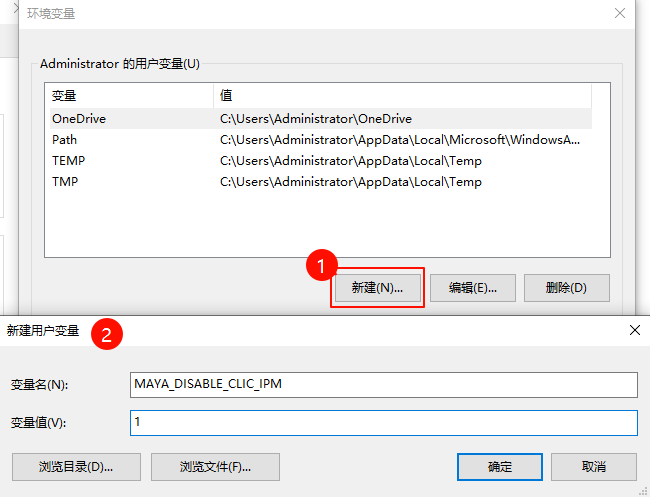 环境变量
Administrator 的用户变量(U)
变量 值
OneDrive C:\Users\Administrator\OneDrive
Path C:\Users\Administrator\AppData\Local\Microsoft\WindowsA...
TEMP C:\Users\Administrator\AppData\Local\Temp
TMP C:\Users\Administrator\AppData\Local\Temp
1
新建(N)... 编辑(E)... 删除(D)
新建用户变量 2
变量名(N): MAYA_DISABLE_CLIC_IPM
变量值(V): 1
浏览目录(D)... 浏览文件(F)... 确定 取消